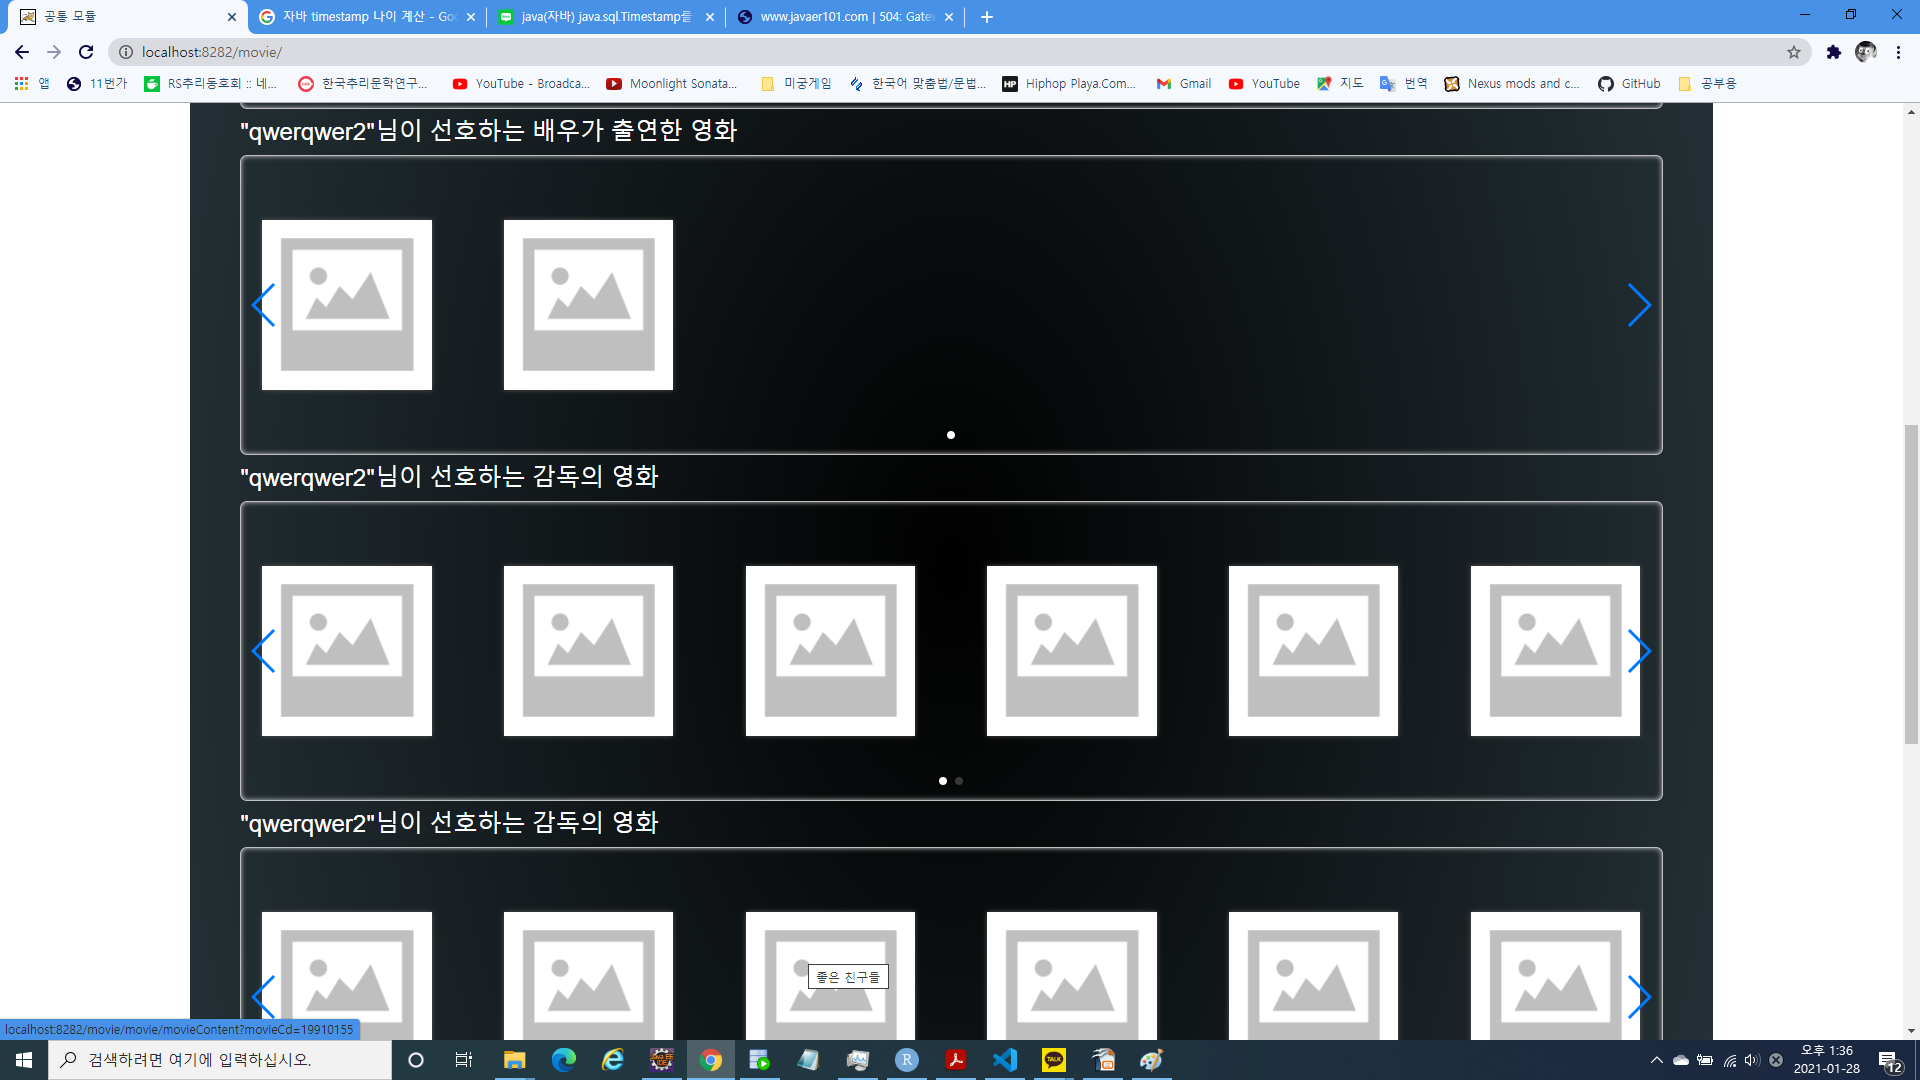 공통 모듈
자바 timestamp 나이 계산 - Goo
java(자바) java.sql.Timestamp를
www.javaer101.com | 504: Gatew
localhost:8282/movie/
앱
11번가
RS추리동호회 :: 네...
한국추리문학연구...
YouTube - Broadca...
Moonlight Sonata...
미궁게임
한국어 맞춤법/문법...
HP
Hiphop Playa.Com...
Gmail
YouTube
지도
번역
Nexus mods and c...
GitHub
공부용
"qwerqwer2"님이 선호하는 배우가 출연한 영화
"qwerqwer2"님이 선호하는 감독의 영화
"qwerqwer2"님이 선호하는 감독의 영화
좋은 친구들
localhost:8282/movie/movie/movieContent?movieCd=19910155
검색하려면 여기에 입력하십시오.
R
TALK
오후 1:36
2021-01-28
12